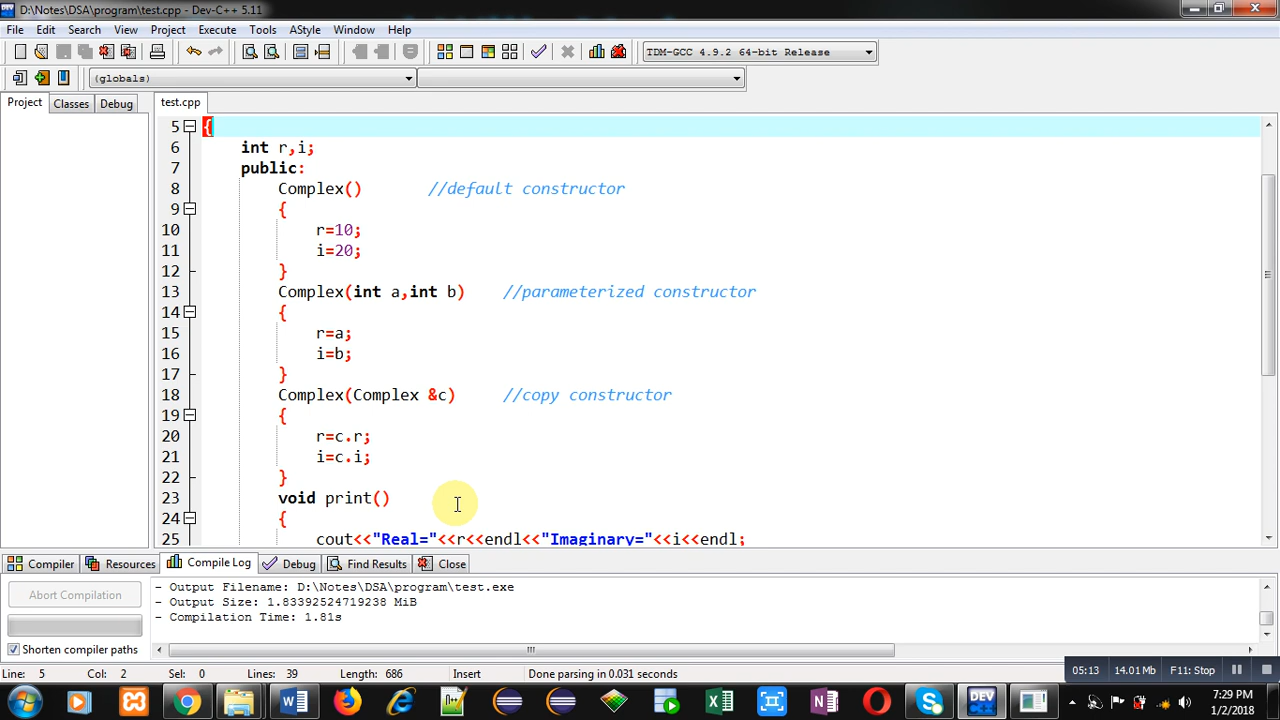 D:\Notes\DSA\program\test.cpp - Dev-C++ 5.11
File Edit Search View Project Execute Tools AStyle Window Help
TDM-GCC 4.9.2 64-bit Release
(globals)
Project Classes Debug test.cpp
5 {
6 int r,i;
7 public:
8 Complex() //default constructor
9 {
10 r=10;
11 i=20;
12 }
13 Complex(int a,int b) //parameterized constructor
14 {
15 r=a;
16 i=b;
17 }
18 Complex(Complex &c) //copy constructor
19 {
20 r=c.r;
21 i=c.i;
22 }
23 void print()
24 {
25 cout<<"Real="<<r<<endl<<"Imaginary="<<i<<endl;
Compiler Resources Compile Log Debug Find Results Close
Abort Compilation
- Output Filename: D:\Notes\DSA\program\test.exe
- Output Size: 1.83392524719238 MiB
- Compilation Time: 1.81s
Shorten compiler paths
Line: 5 Col: 2 Sel: 0 Lines: 39 Length: 686 Insert Done parsing in 0.031 seconds
05:13 14.01 Mb F11: Stop
7:29 PM
1/2/2018